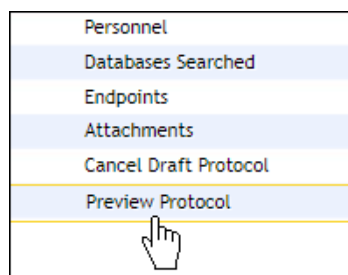 Personnel
Databases Searched
Endpoints
Attachments
Cancel Draft Protocol
Preview Protocol